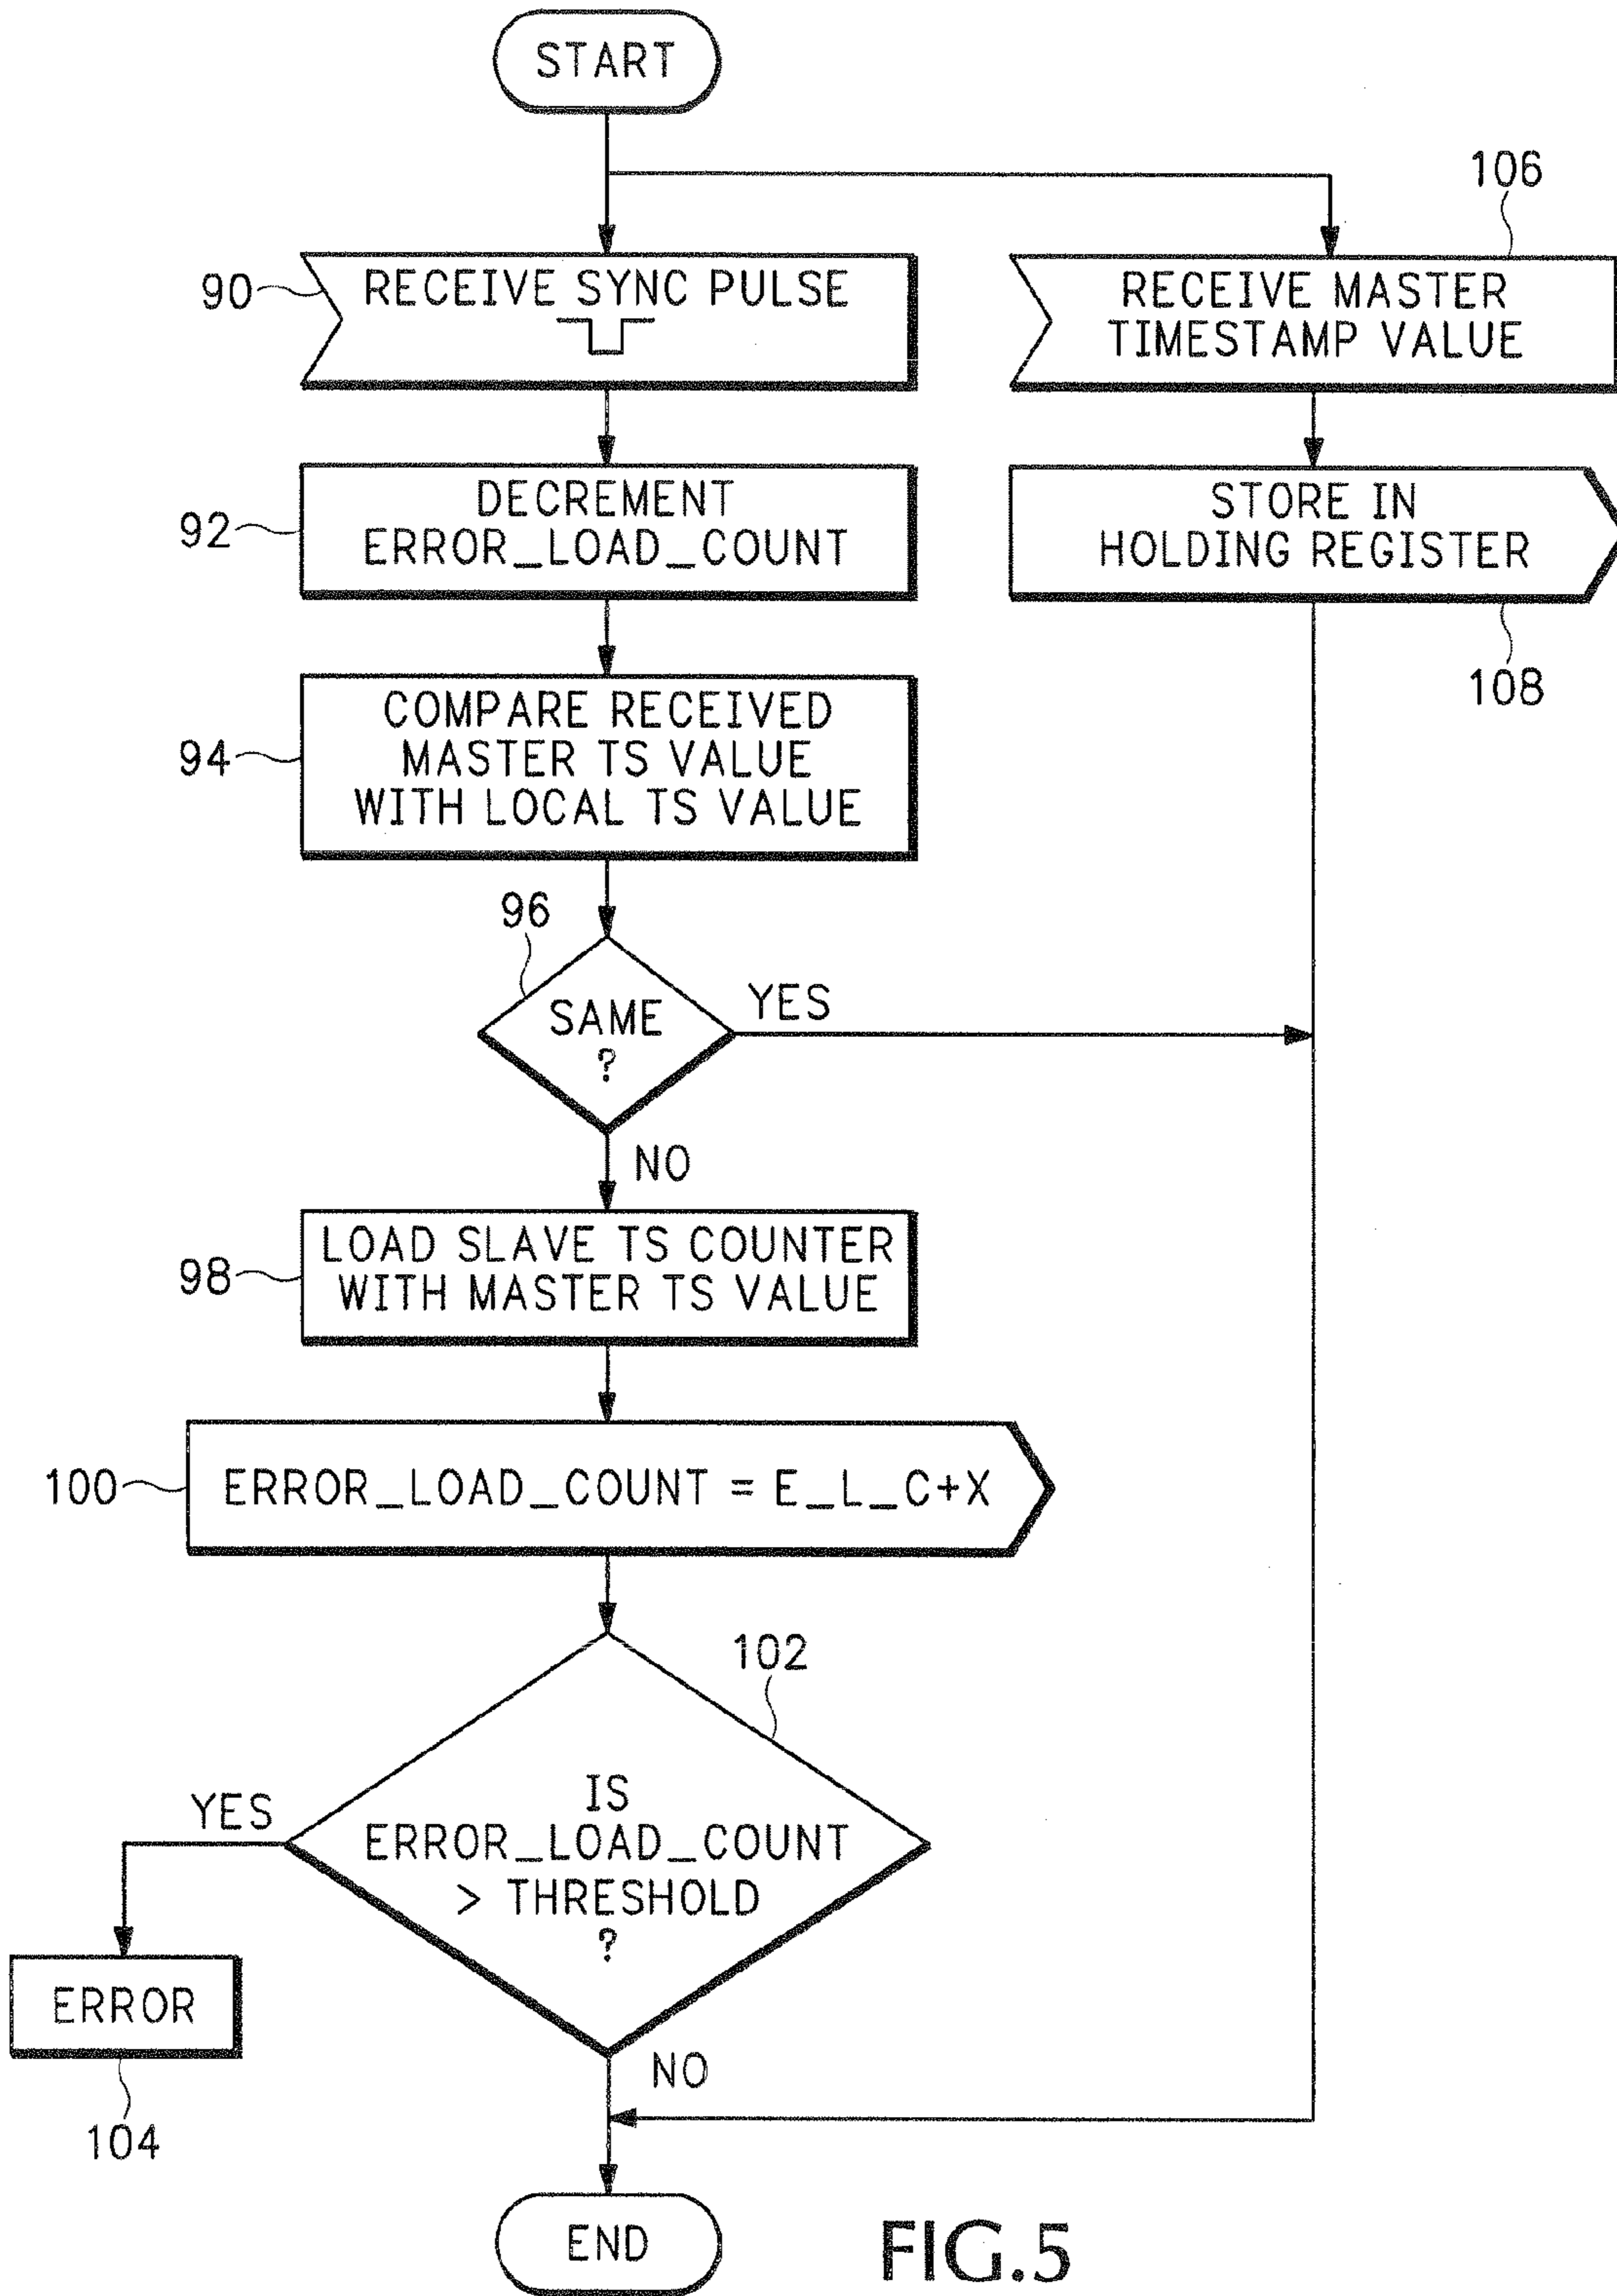 START
106
90
RECEIVE SYNC PULSE
RECEIVE MASTER
TIMESTAMP VALUE
92
DECREMENT
ERROR_LOAD_COUNT
STORE IN
HOLDING REGISTER
108
94
COMPARE RECEIVED
MASTER TS VALUE
WITH LOCAL TS VALUE
96
SAME
?
YES
NO
98
LOAD SLAVE TS COUNTER
WITH MASTER TS VALUE
100
ERROR_LOAD_COUNT = E_L_C+X
102
IS
ERROR_LOAD_COUNT
> THRESHOLD
?
YES
ERROR
104
NO
END
FIG.5